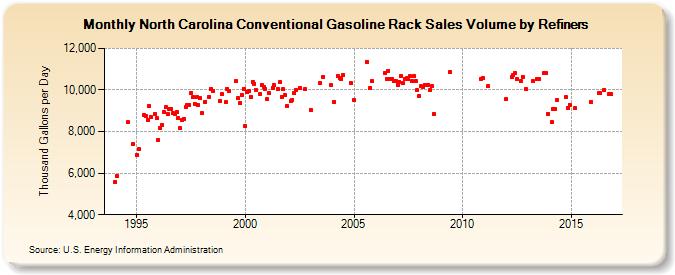 Monthly North Carolina Conventional Gasoline Rack Sales Volume by Refiners
Thousand Gallons per Day
12,000
10,000
8,000
6,000
4,000
1995 2000 2005 2010 2015
Source: U.S. Energy Information Administration